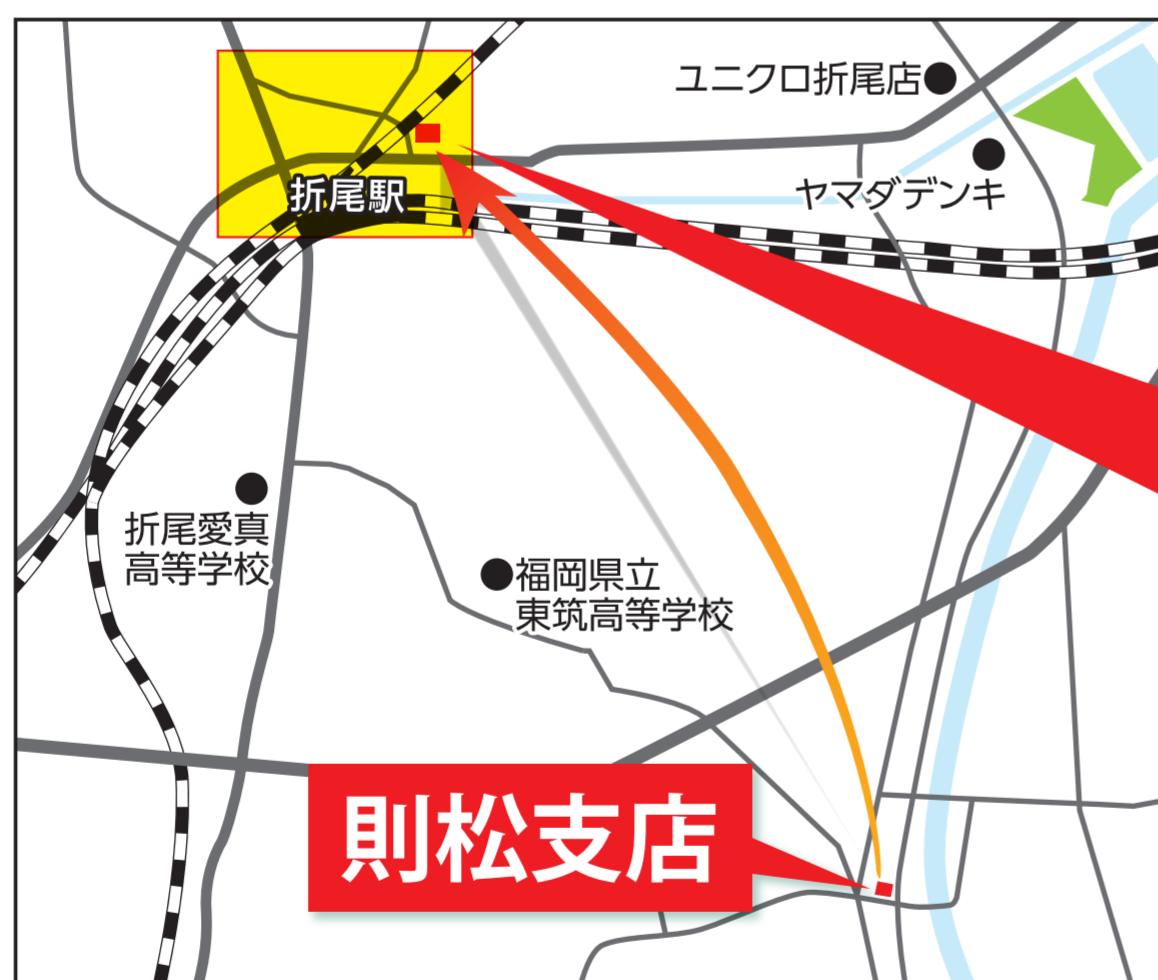 ユニクロ折尾店
ヤマダデンキ
折尾駅
折尾愛真
高等学校
福岡県立
東筑高等学校
則松支店